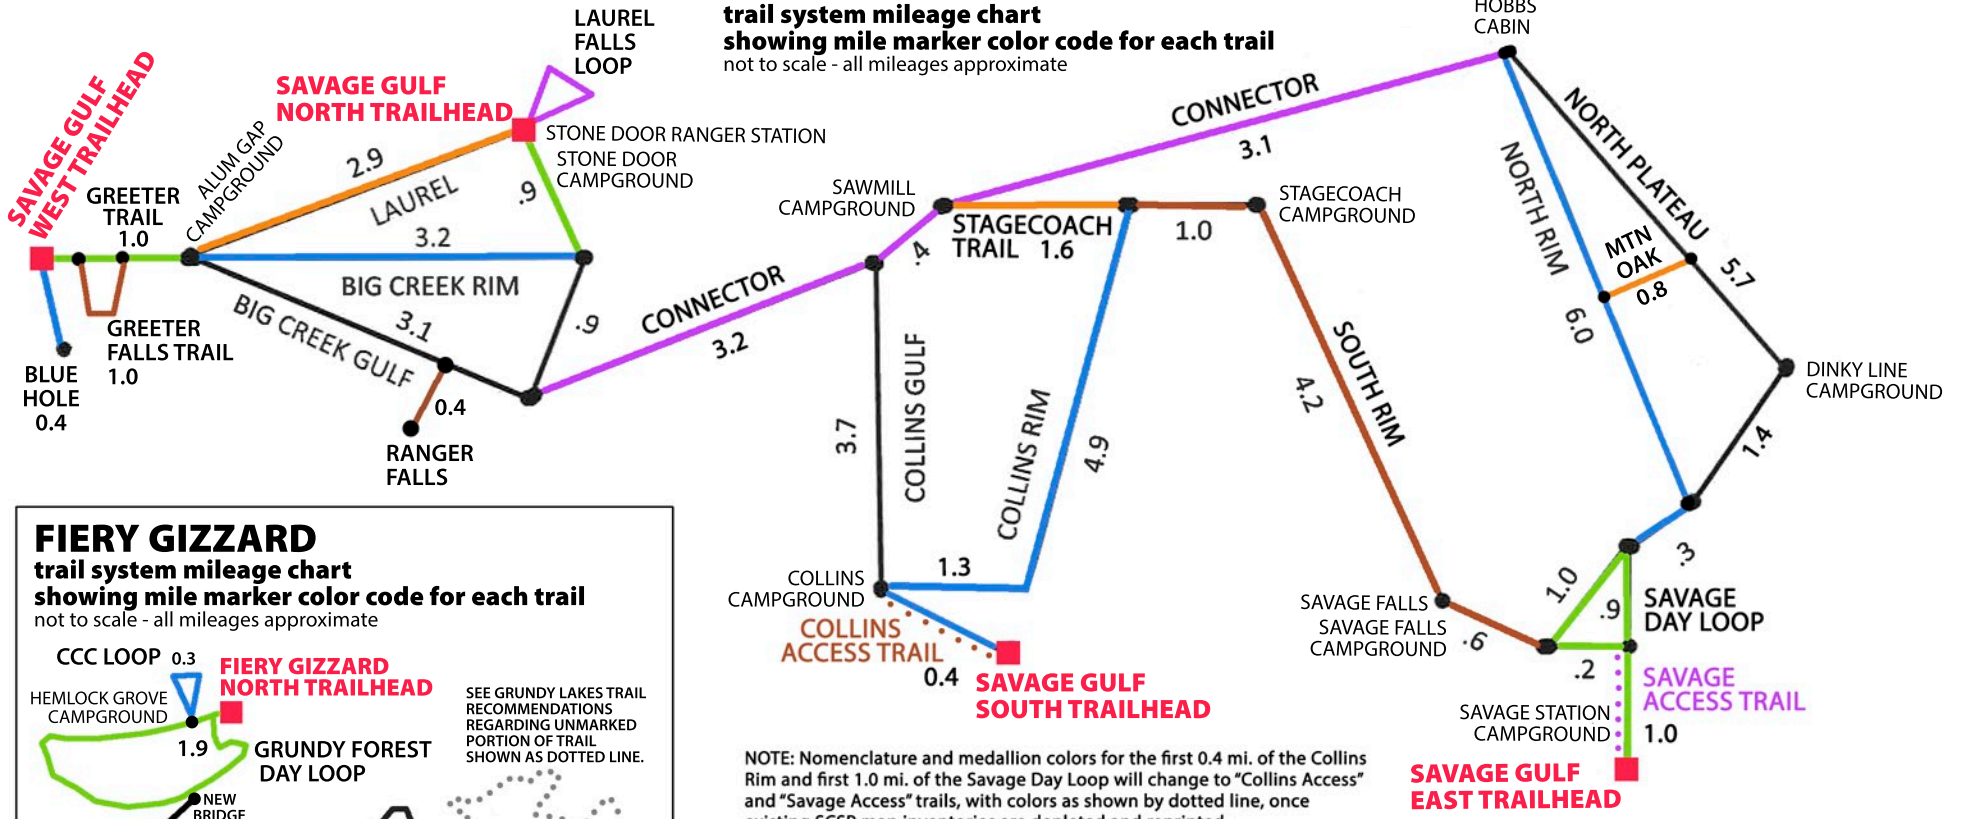 trail system mileage chart
showing mile marker color code for each trail
not to scale - all mileages approximate
SAVAGE GULF
WEST TRAILHEAD
GREETER
TRAIL
1.0
ALUM GAP
CAMPGROUND
SAVAGE GULF
NORTH TRAILHEAD
LAUREL
FALLS
LOOP
STONE DOOR RANGER STATION
STONE DOOR
CAMPGROUND
2.9
LAUREL
.9
3.2
BIG CREEK RIM
BIG CREEK GULF
3.1
.9
GREETER
FALLS TRAIL
1.0
BLUE
HOLE
0.4
0.4
RANGER
FALLS
CONNECTOR
3.2
SAWMILL
CAMPGROUND
.4
STAGECOACH
TRAIL 1.6
1.0
STAGECOACH
CAMPGROUND
CONNECTOR
3.1
HOBBS
CABIN
NORTH PLATEAU
5.7
NORTH RIM
6.0
MTN
OAK
0.8
DINKY LINE
CAMPGROUND
1.4
.3
COLLINS GULF
3.7
COLLINS RIM
4.9
1.3
COLLINS
CAMPGROUND
COLLINS
ACCESS TRAIL
0.4
SAVAGE GULF
SOUTH TRAILHEAD
SOUTH RIM
4.2
SAVAGE FALLS
SAVAGE FALLS
CAMPGROUND
.6
1.0
.9
SAVAGE
DAY LOOP
.2
SAVAGE
ACCESS TRAIL
SAVAGE STATION
CAMPGROUND
1.0
SAVAGE GULF
EAST TRAILHEAD
NOTE: Nomenclature and medallion colors for the first 0.4 mi. of the Collins
Rim and first 1.0 mi. of the Savage Day Loop will change to “Collins Access”
and “Savage Access” trails, with colors as shown by dotted line, once
FIERY GIZZARD
trail system mileage chart
showing mile marker color code for each trail
not to scale - all mileages approximate
CCC LOOP 0.3
FIERY GIZZARD
NORTH TRAILHEAD
HEMLOCK GROVE
CAMPGROUND
1.9
GRUNDY FOREST
DAY LOOP
NEW
BRIDGE
SEE GRUNDY LAKES TRAIL
RECOMMENDATIONS
REGARDING UNMARKED
PORTION OF TRAIL
SHOWN AS DOTTED LINE.